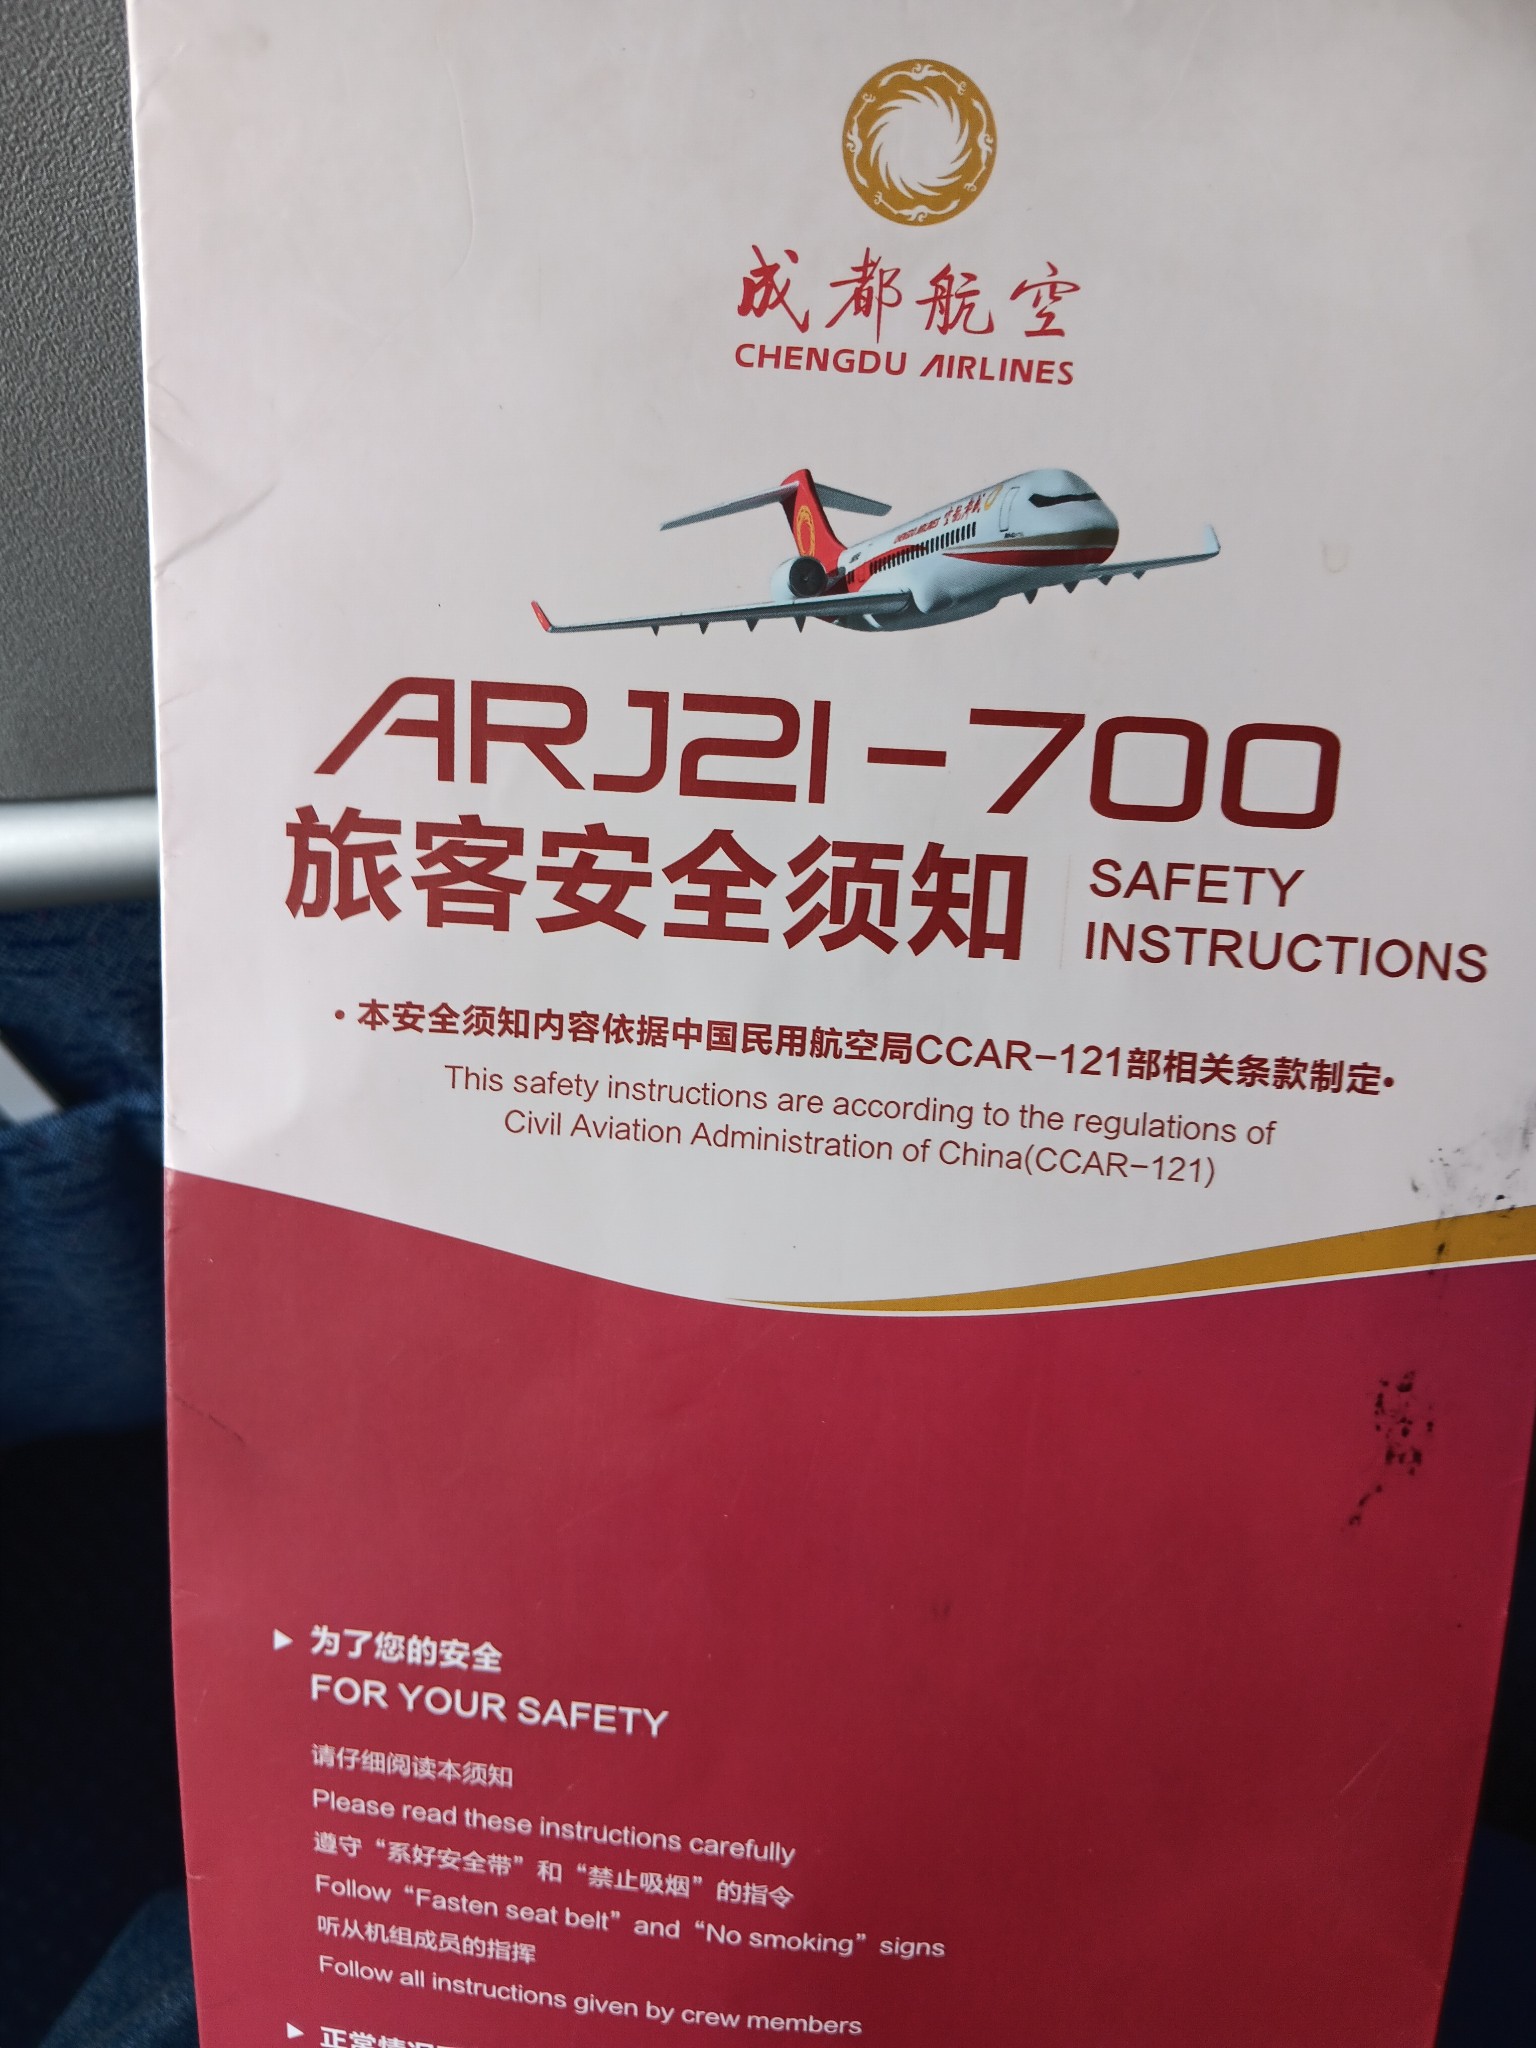 成都航空
CHENGDU AIRLINES
ARJ21-700
旅客安全须知
SAFETY
INSTRUCTIONS
•本安全须知内容依据中国民用航空局CCAR-121部相关条款制定•
This safety instructions are according to the regulations of
Civil Aviation Administration of China(CCAR-121)
▶ 为了您的安全
FOR YOUR SAFETY
请仔细阅读本须知
Please read these instructions carefully
遵守“系好安全带”和“禁止吸烟”的指令
Follow “Fasten seat belt” and “No smoking” signs
听从机组成员的指挥
Follow all instructions given by crew members
▶ 正常情况